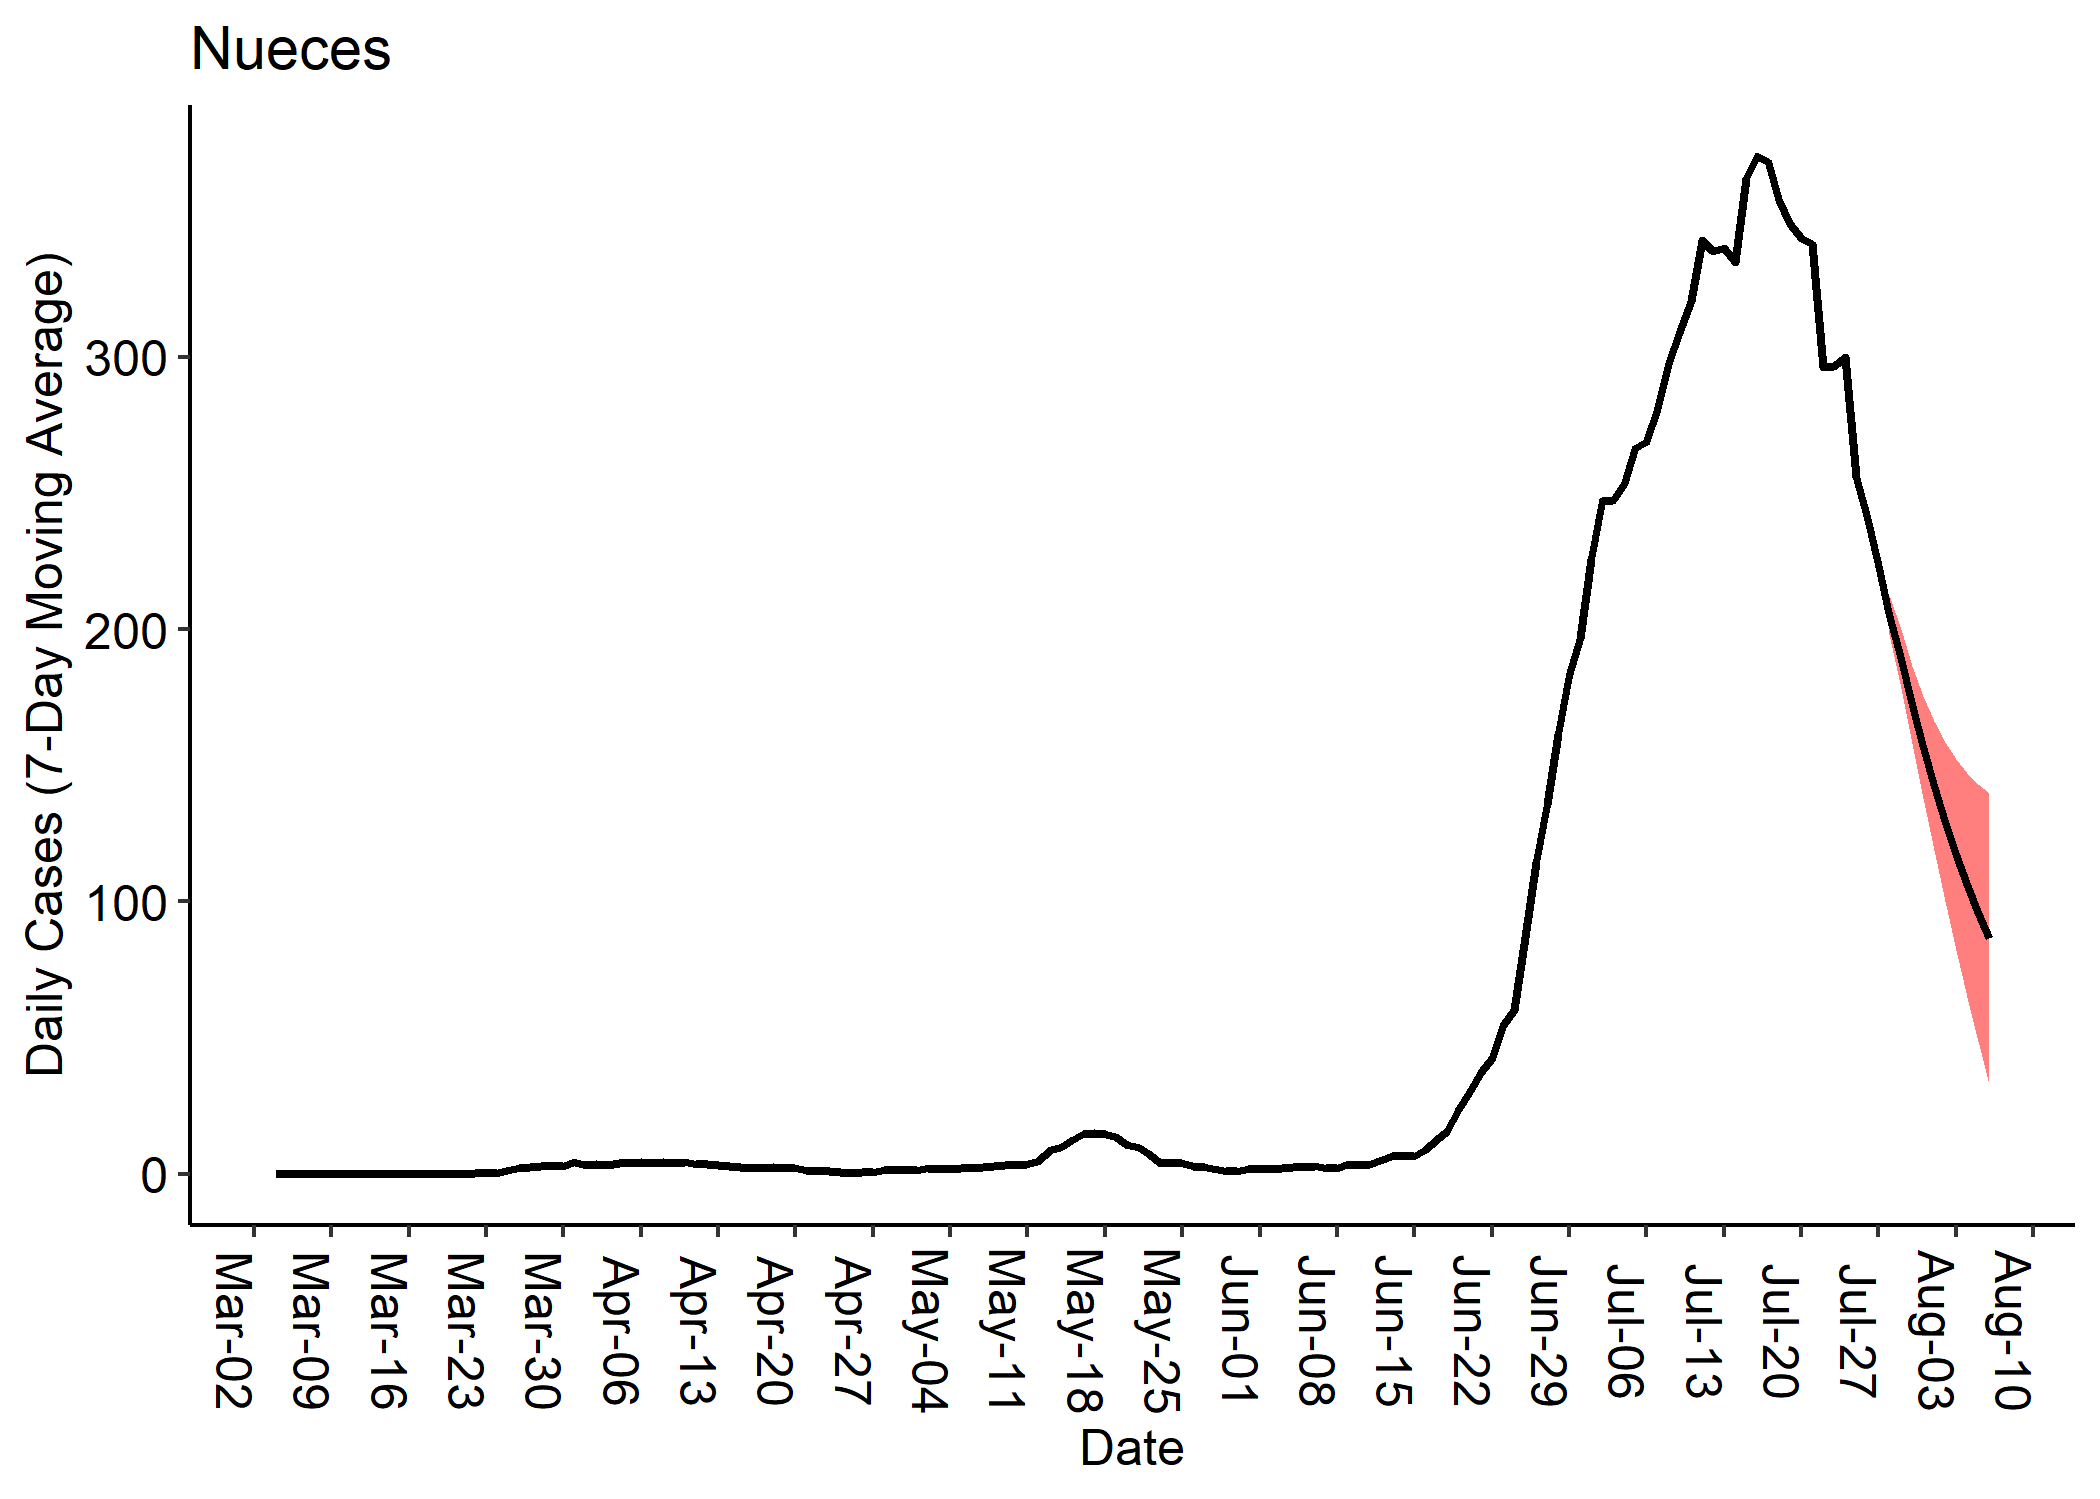 Nueces
Daily Cases (7-Day Moving Average)
300
200
100
0
Mar-02
Mar-09
Mar-16
Mar-23
Mar-30
Apr-06
Apr-13
Apr-20
Apr-27
May-04
May-11
May-18
May-25
Jun-01
Jun-08
Jun-15
Jun-22
Jun-29
Jul-06
Jul-13
Jul-20
Jul-27
Aug-03
Aug-10
Date